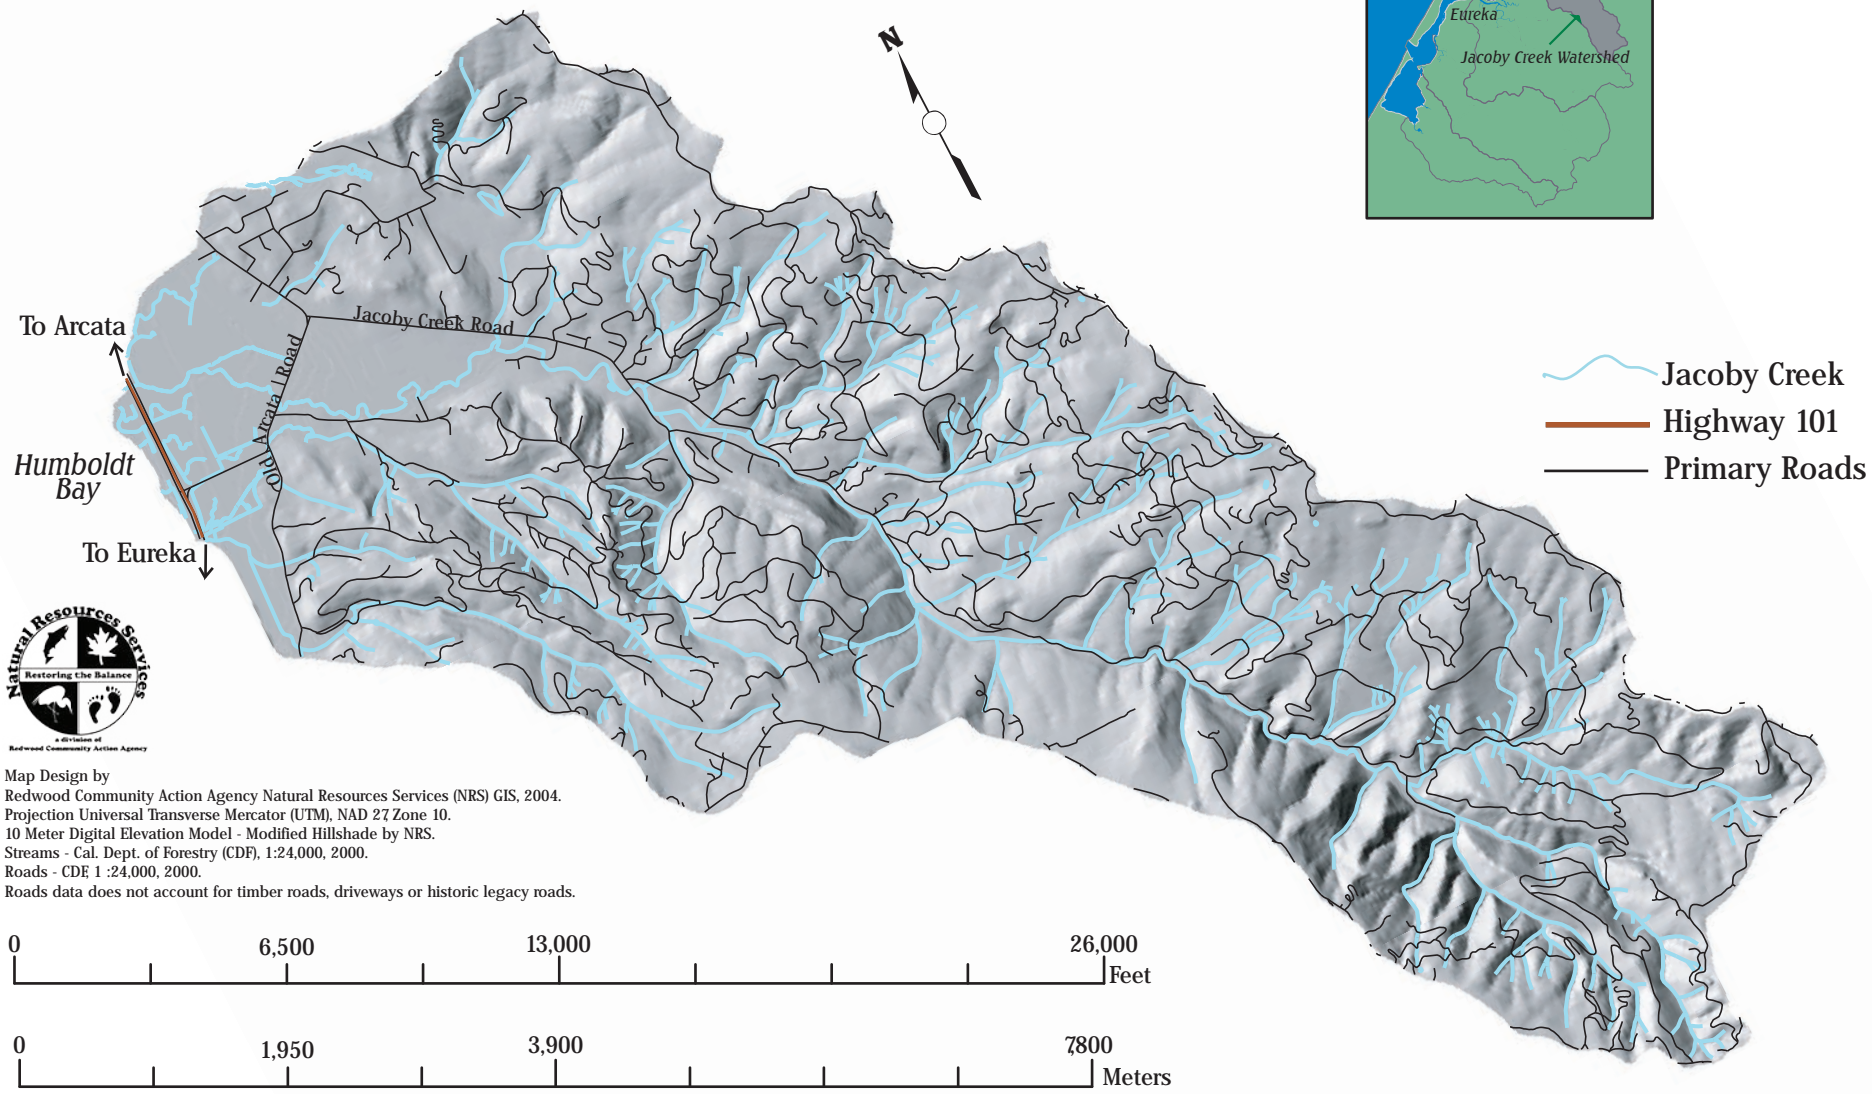 Eureka
Jacoby Creek Watershed
N
Jacoby Creek Road
To Arcata
Old Arcata Road
Humboldt
Bay
To Eureka
Jacoby Creek
Highway 101
Primary Roads
Natural Resources Services
Restoring the Balance
a division of
Redwood Community Action Agency
Map Design by
Redwood Community Action Agency Natural Resources Services (NRS) GIS, 2004.
Projection Universal Transverse Mercator (UTM), NAD 27, Zone 10.
10 Meter Digital Elevation Model - Modified Hillshade by NRS.
Streams - Cal. Dept. of Forestry (CDF), 1:24,000, 2000.
Roads - CDF, 1 :24,000, 2000.
Roads data does not account for timber roads, driveways or historic legacy roads.
0 6,500 13,000 26,000
Feet
0 1,950 3,900 7,800
Meters